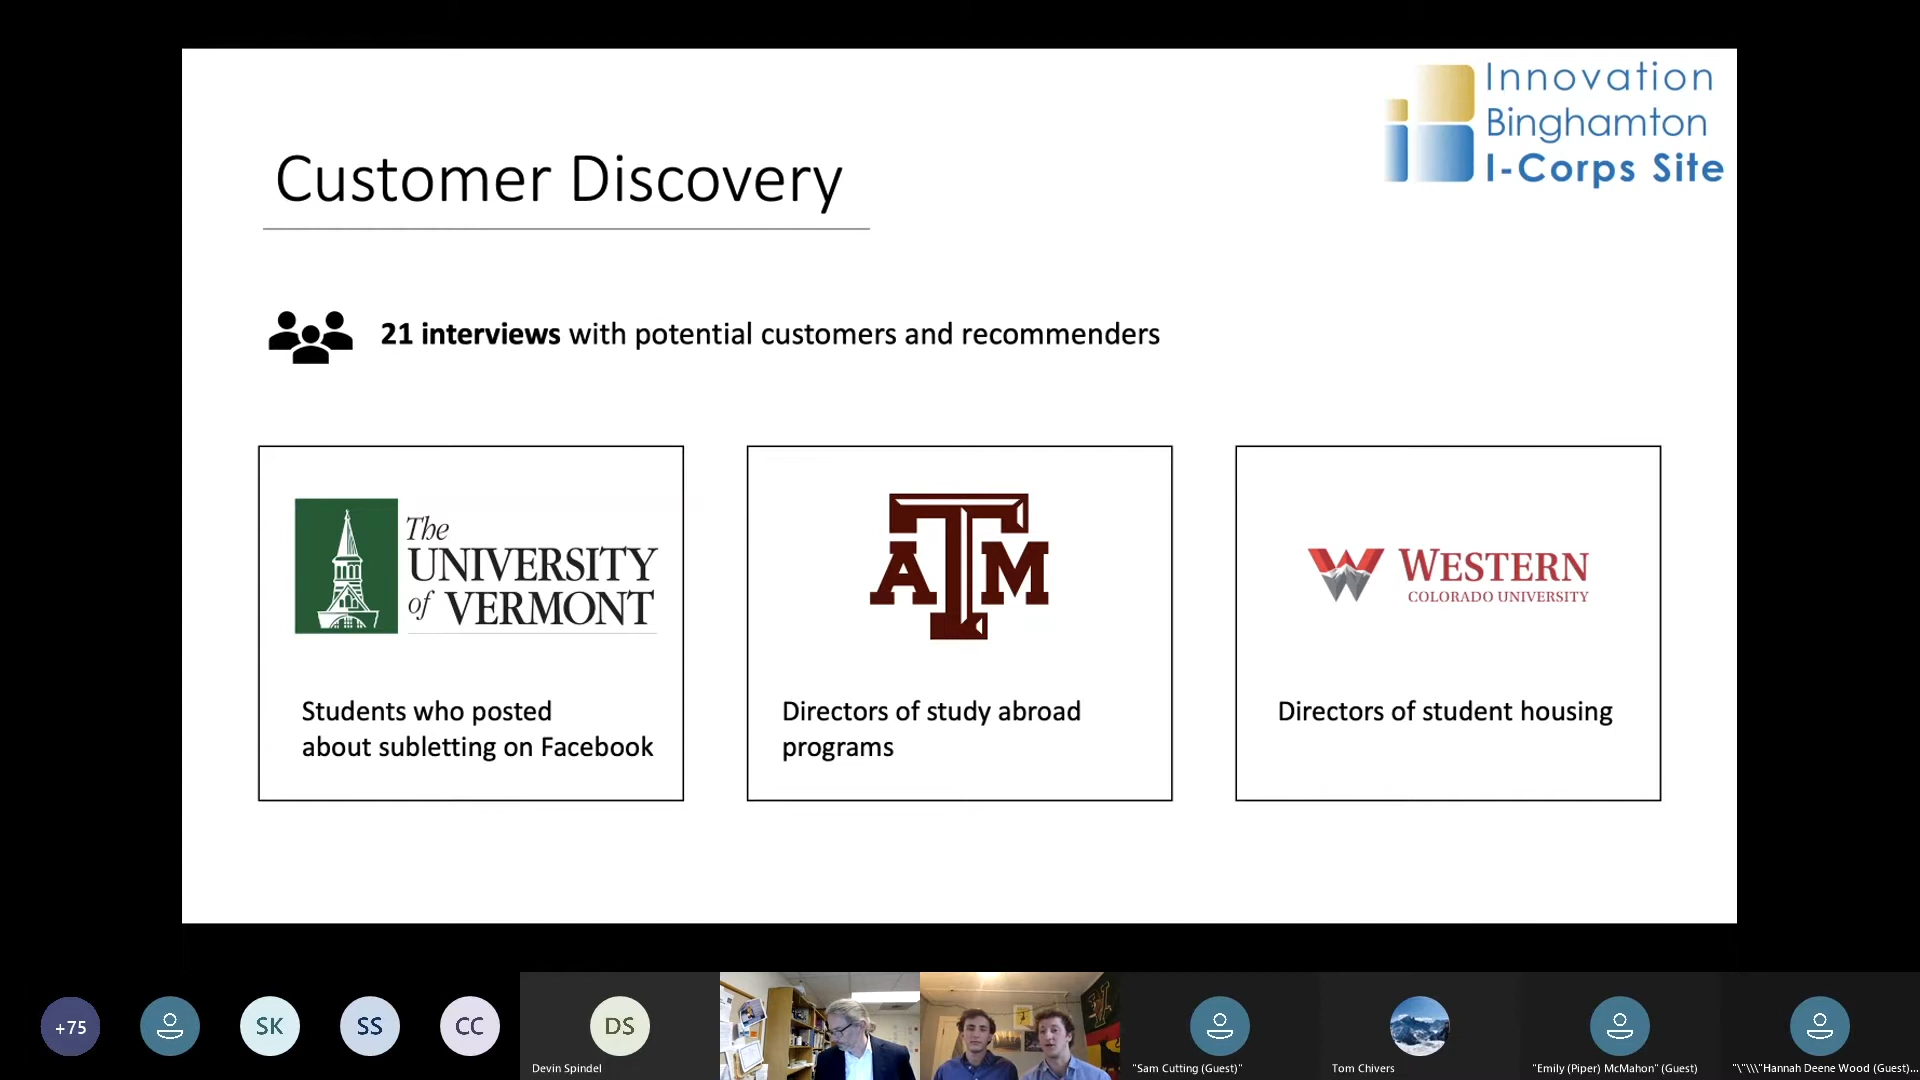 Innovation
Binghamton
I-Corps Site
Customer Discovery
21 interviews with potential customers and recommenders
The
UNIVERSITY
of VERMONT
Students who posted
about subletting on Facebook
ATM
Directors of study abroad
programs
W WESTERN
COLORADO UNIVERSITY
Directors of student housing
+75
SK
SS
CC
DS
Devin Spindel
"Sam Cutting (Guest)"
Tom Chivers
"Emily (Piper) McMahon" (Guest)
"\"\\\"Hannah Deene Wood (Guest)...